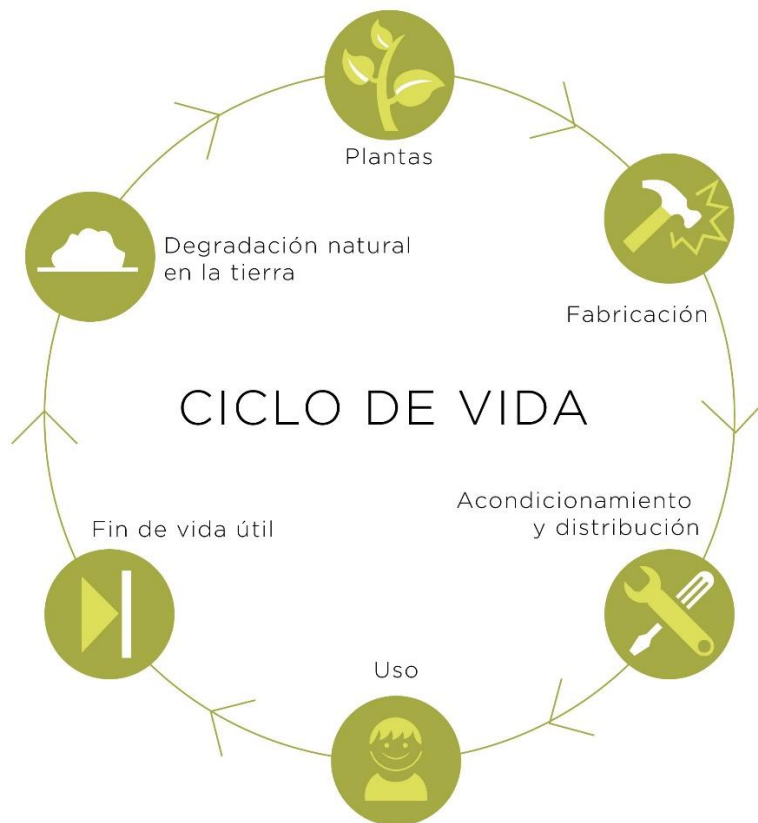 Plantas
Degradación natural
en la tierra
Fabricación
CICLO DE VIDA
Acondicionamiento
y distribución
Fin de vida útil
Uso